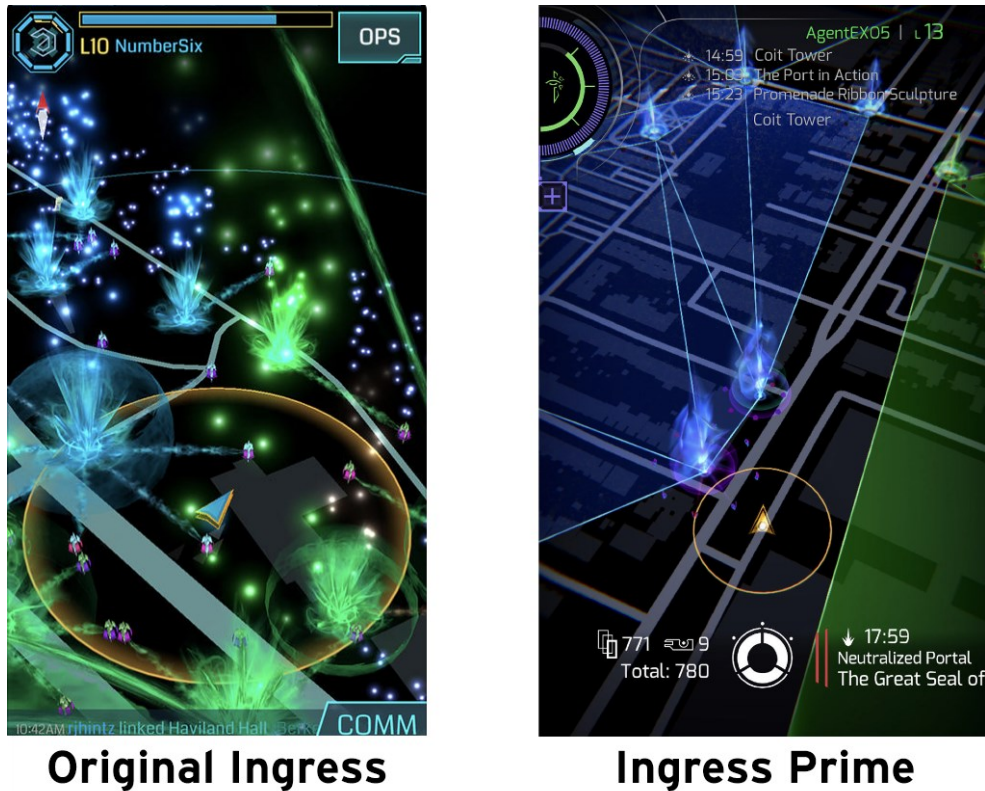 L10 NumberSix
OPS
10:42AM rjhintz linked Haviland Hall
COMM
Original Ingress
AgentEX05 | L13
14:59 Coit Tower
15:03 The Port in Action
15:23 Promenade Ribbon Sculpture
Coit Tower
771 9
Total: 780
17:59
Neutralized Portal
The Great Seal of
Ingress Prime